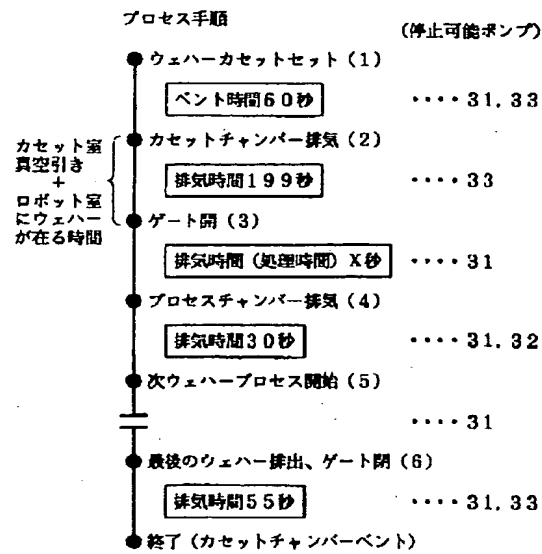 プロセス手順
(停止可能ポンプ)
ウェハーカセットセット(1)
ベント時間60秒 ････31,33
カセットチャンバー排気(2)
カセット室
真空引き
+
ロボット室
にウェハー
が在る時間
排気時間199秒 ････33
ゲート開(3)
排気時間(処理時間)X秒 ････31
プロセスチャンバー排気(4)
排気時間30秒 ････31,32
次ウェハープロセス開始(5)
････31
最後のウェハー排出、ゲート閉(6)
排気時間55秒 ････31,33
終了(カセットチャンバーベント)